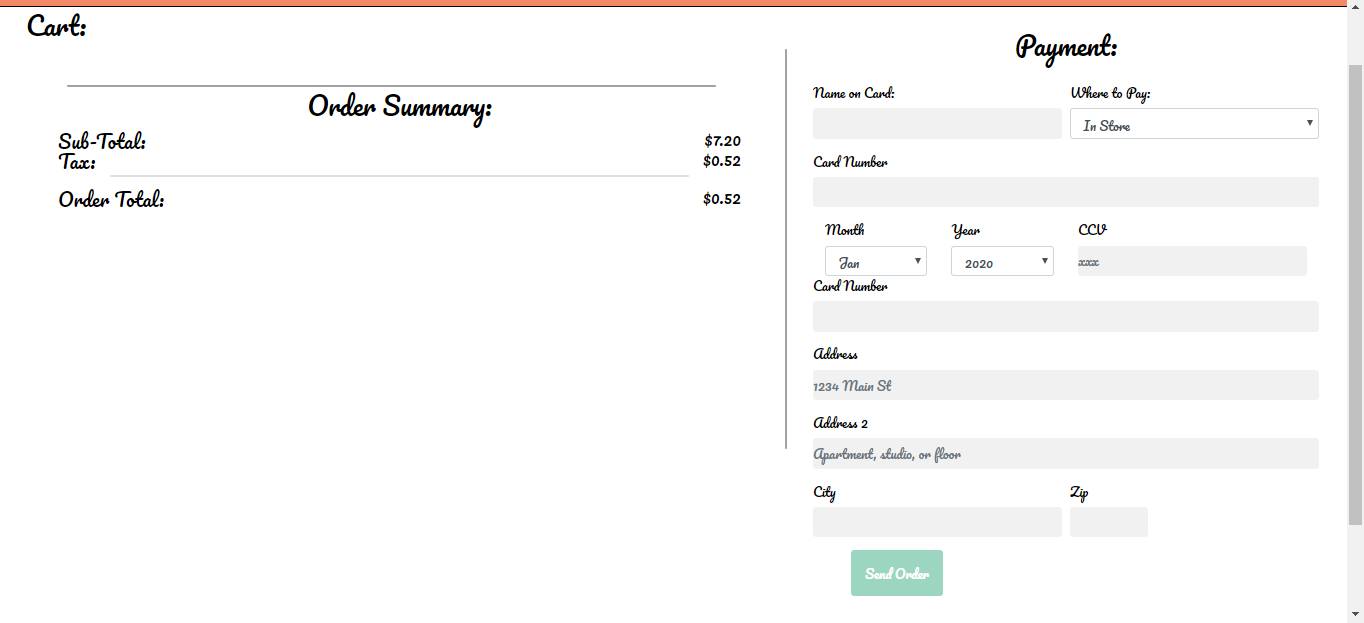 Cart:
Order Summary:
Sub-Total: $7.20
Tax: $0.52
Order Total: $0.52
Payment:
Name on Card: Where to Pay:
In Store
Card Number
Month Year CCV
Jan 2020 xxx
Card Number
Address
1234 Main St
Address 2
Apartment, studio, or floor
City Zip
Send Order